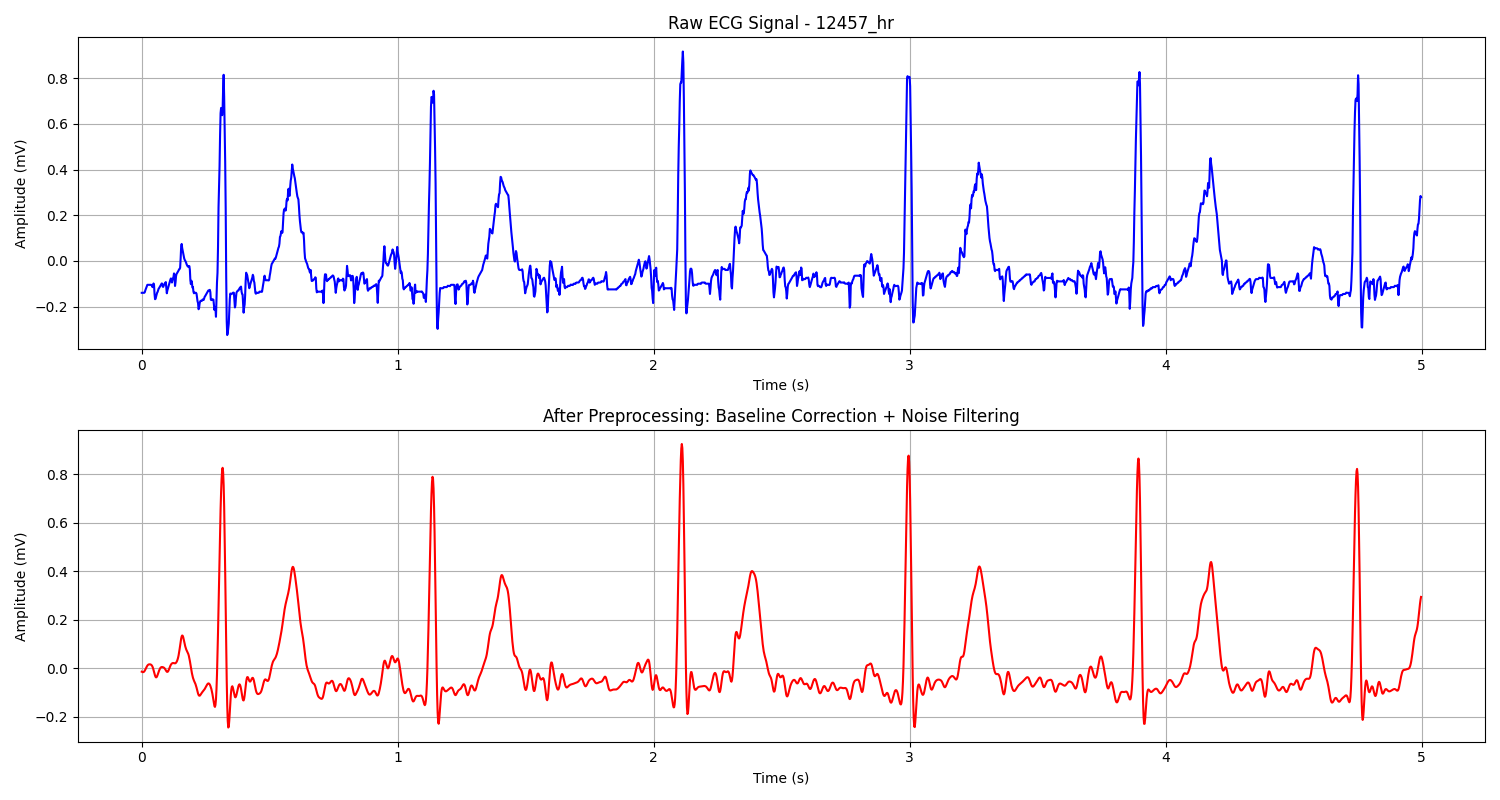 Raw ECG Signal - 12457_hr
Amplitude (mV)
0.8
0.6
0.4
0.2
0.0
−0.2
0 1 2 3 4 5
Time (s)
After Preprocessing: Baseline Correction + Noise Filtering
Amplitude (mV)
0.8
0.6
0.4
0.2
0.0
−0.2
0 1 2 3 4 5
Time (s)